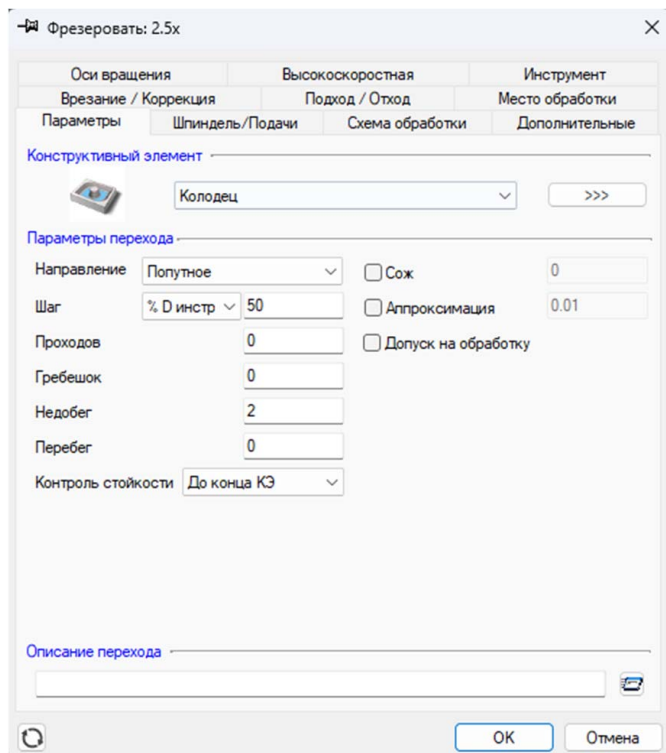 Фрезеровать: 2.5x
Оси вращения Высокоскоростная Инструмент
Врезание / Коррекция Подход / Отход Место обработки
Параметры Шпиндель/Подачи Схема обработки Дополнительные
Конструктивный элемент
Колодец >>>
Параметры перехода
Направление Попутное Сож 0
Шаг % D инстр 50 Аппроксимация 0.01
Проходов 0 Допуск на обработку
Гребешок 0
Недобег 2
Перебег 0
Контроль стойкости До конца КЭ
Описание перехода
OK Отмена